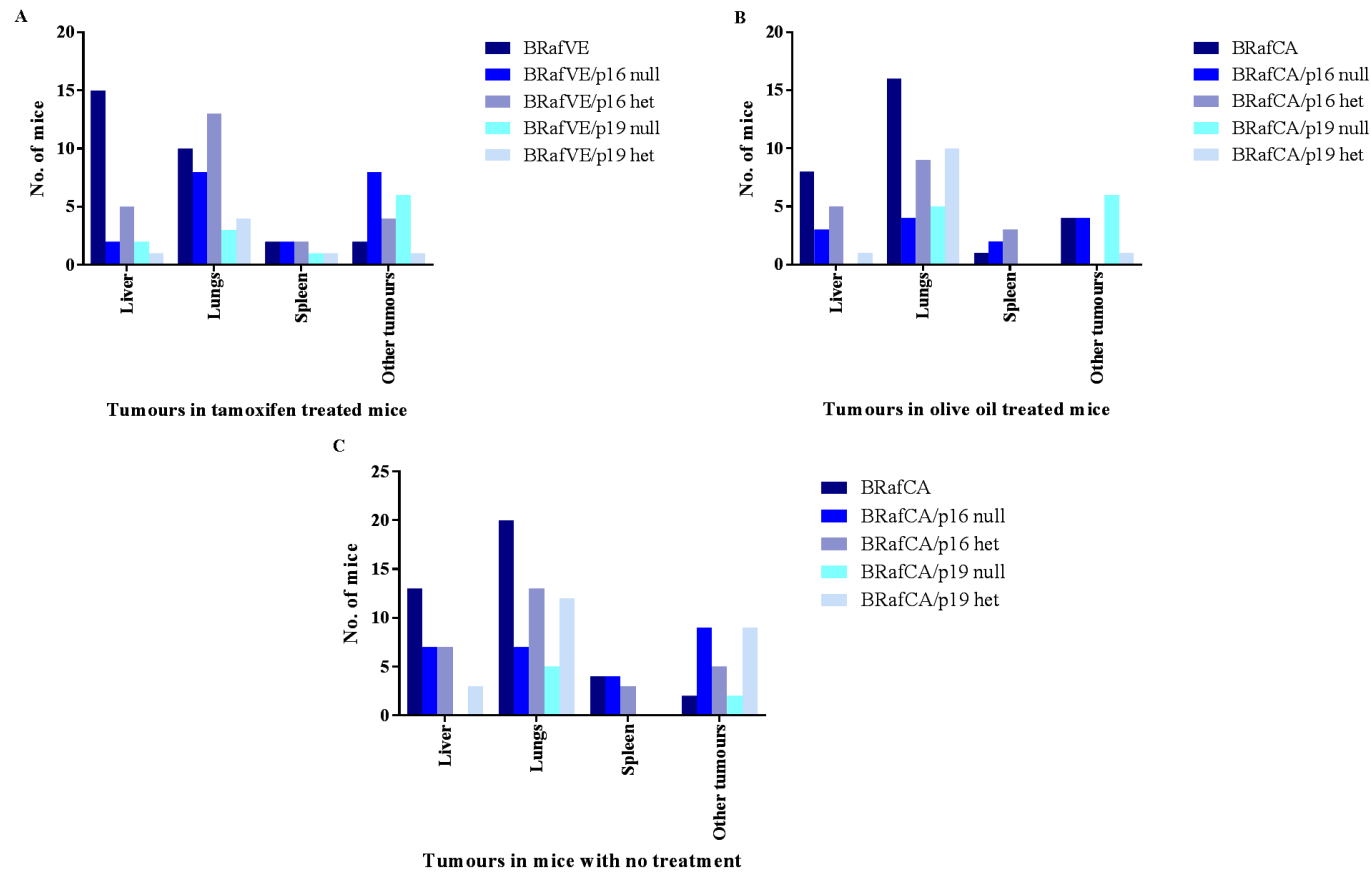 A
20
15
10
5
0
No. of mice
Liver
Lungs
Spleen
Other tumours
Tumours in tamoxifen treated mice
BRafVE
BRafVE/p16 null
BRafVE/p16 het
BRafVE/p19 null
BRafVE/p19 het
B
20
15
10
5
0
No. of mice
Liver
Lungs
Spleen
Other tumours
Tumours in olive oil treated mice
BRafCA
BRafCA/p16 null
BRafCA/p16 het
BRafCA/p19 null
BRafCA/p19 het
C
25
20
15
10
5
0
No. of mice
Liver
Lungs
Spleen
Other tumours
Tumours in mice with no treatment
BRafCA
BRafCA/p16 null
BRafCA/p16 het
BRafCA/p19 null
BRafCA/p19 het